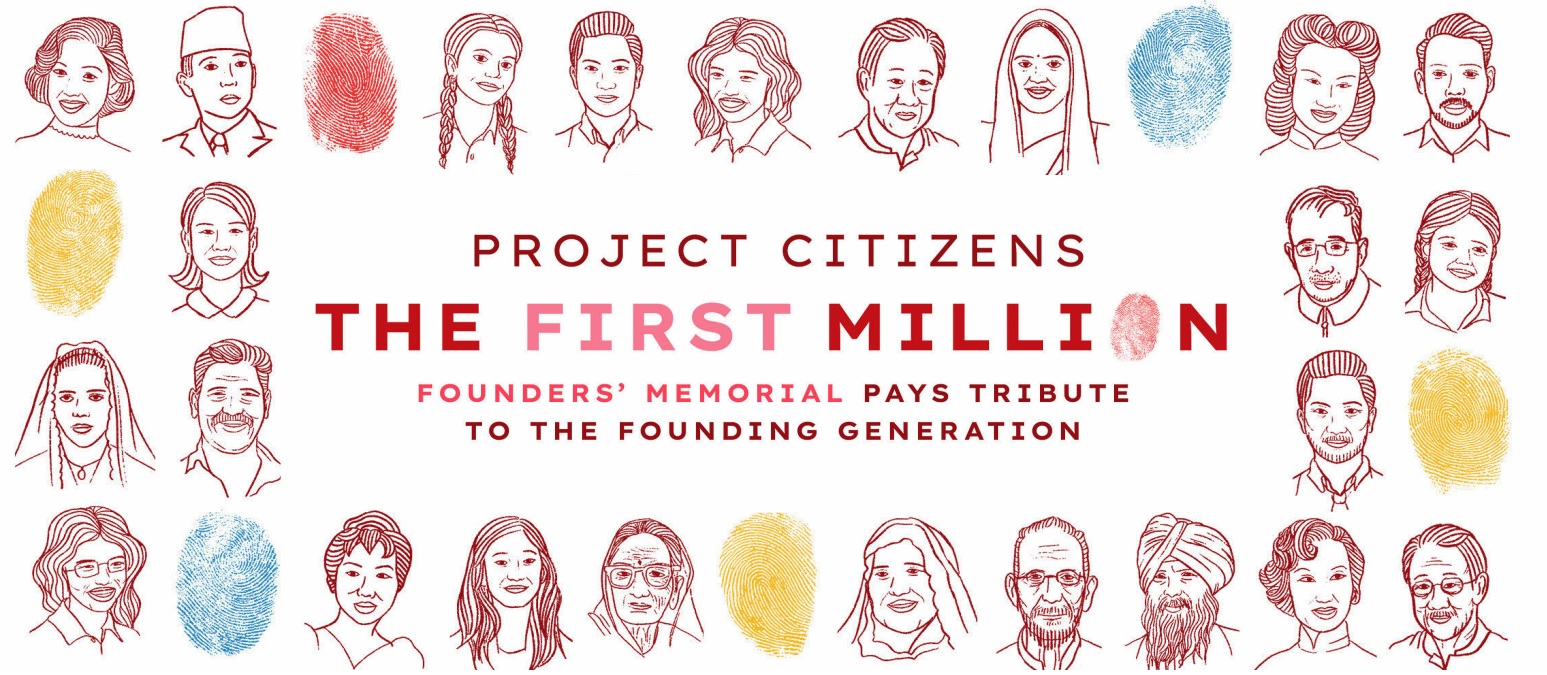 PROJECT CITIZENS
THE FIRST MILLION
FOUNDERS’ MEMORIAL PAYS TRIBUTE
TO THE FOUNDING GENERATION